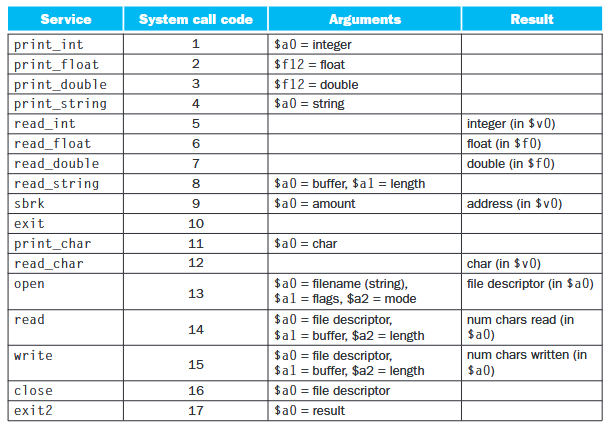 Service System call code Arguments Result
print_int 1 $a0 = integer
print_float 2 $f12 = float
print_double 3 $f12 = double
print_string 4 $a0 = string
read_int 5 integer (in $v0)
read_float 6 float (in $f0)
read_double 7 double (in $f0)
read_string 8 $a0 = buffer, $a1 = length
sbrk 9 $a0 = amount address (in $v0)
exit 10
print_char 11 $a0 = char
read_char 12 char (in $v0)
open 13 $a0 = filename (string), file descriptor (in $a0)
$a1 = flags, $a2 = mode
read 14 $a0 = file descriptor, num chars read (in
$a1 = buffer, $a2 = length $a0)
write 15 $a0 = file descriptor, num chars written (in
$a1 = buffer, $a2 = length $a0)
close 16 $a0 = file descriptor
exit2 17 $a0 = result